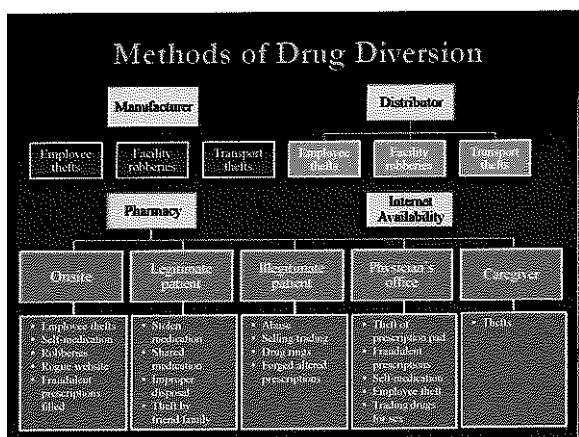 Methods of Drug Diversion
Manufacturer
Distributor
Employee
thefts
Facility
robberies
Transport
thefts
Employee
thefts
Facility
robberies
Transport
thefts
Pharmacy
Internet
Availability
Onsite
Legitimate
patient
Illegitimate
patient
Physician's
office
Caregiver
• Employee thefts
• Self-medication
• Robberies
• Rogue website
• Fraudulent
prescriptions
filled
• Stolen
medication
• Shared
medication
• Improper
disposal
• Theft by
friend family
• Abuse
• Selling trading
• Drug rings
• Forged altered
prescriptions
• Theft of
prescription pad
• Fraudulent
prescriptions
• Self-medication
• Employee theft
• Trading drugs
for sex
• Thefts